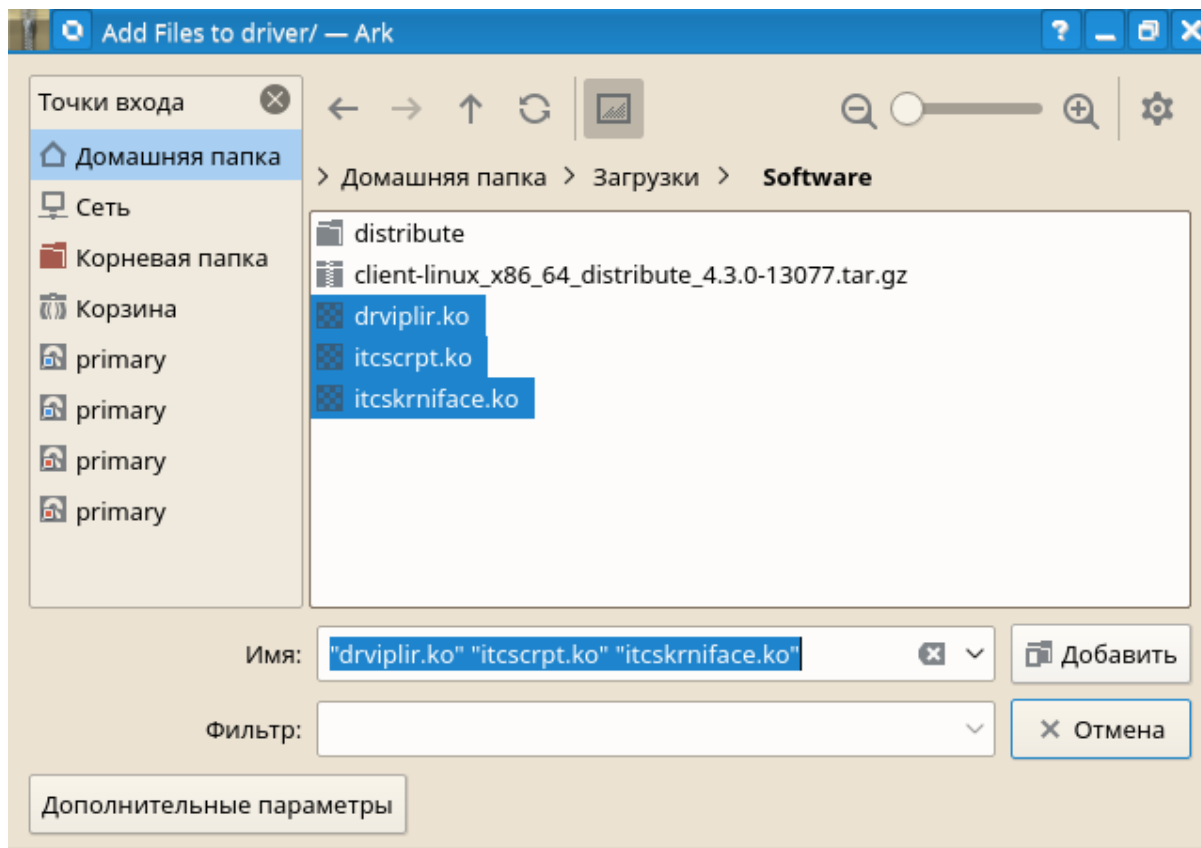 Add Files to driver/ — Ark
Точки входа
Домашняя папка
Сеть
Корневая папка
Корзина
primary
primary
primary
primary
> Домашняя папка > Загрузки > Software
distribute
client-linux_x86_64_distribute_4.3.0-13077.tar.gz
drviplir.ko
itcscrpt.ko
itcskrniface.ko
Имя: "drviplir.ko" "itcscrpt.ko" "itcskrniface.ko" Добавить
Фильтр: Отмена
Дополнительные параметры